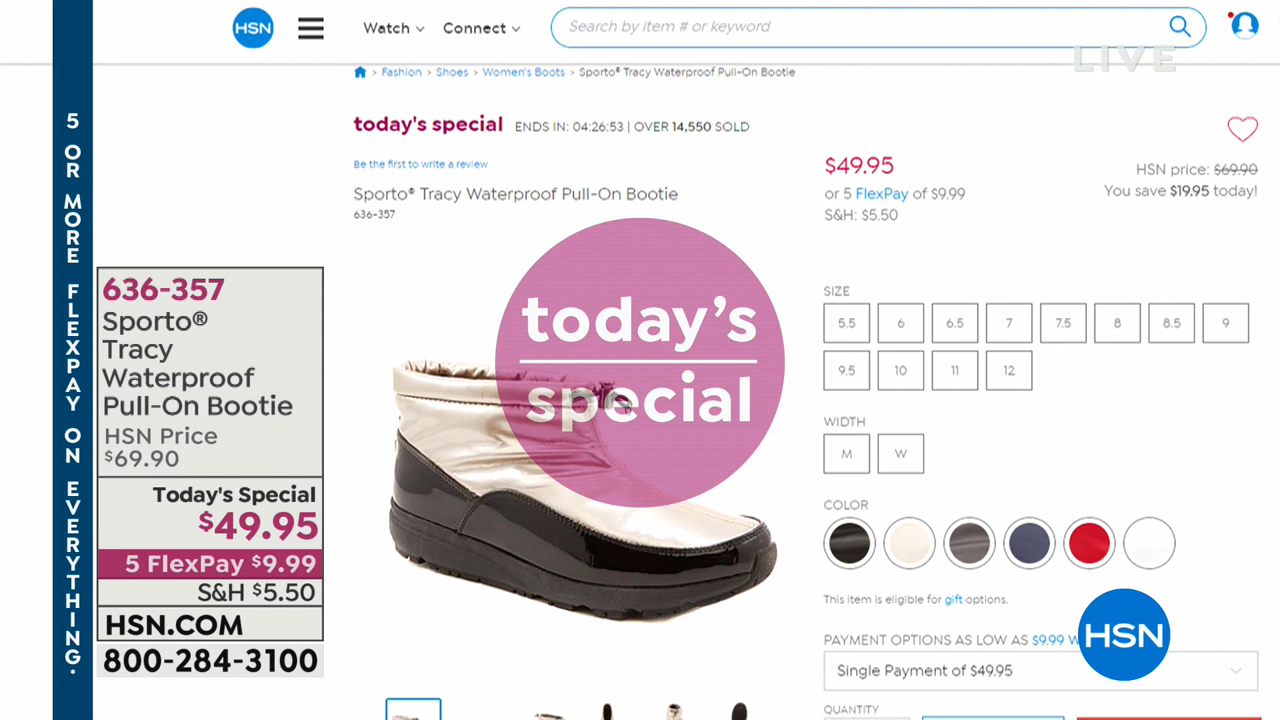 HSN
Watch
Connect
Search by item # or keyword
LIVE
> Fashion > Shoes > Women's Boots > Sporto® Tracy Waterproof Pull-On Bootie
today's special ENDS IN: 04:26:53 | OVER 14,550 SOLD
Be the first to write a review
Sporto® Tracy Waterproof Pull-On Bootie
636-357
$49.95
or 5 FlexPay of $9.99
S&H: $5.50
HSN price: $69.90
You save $19.95 today!
SIZE
5.5 6 6.5 7 7.5 8 8.5 9
9.5 10 11 12
WIDTH
M W
COLOR
This item is eligible for gift options.
PAYMENT OPTIONS AS LOW AS $9.99
Single Payment of $49.95
QUANTITY
today's
special
HSN
5 OR MORE FLEXPAY ON EVERYTHING.
636-357
Sporto®
Tracy
Waterproof
Pull-On Bootie
HSN Price
$69.90
Today's Special
$49.95
5 FlexPay $9.99
S&H $5.50
HSN.COM
800-284-3100